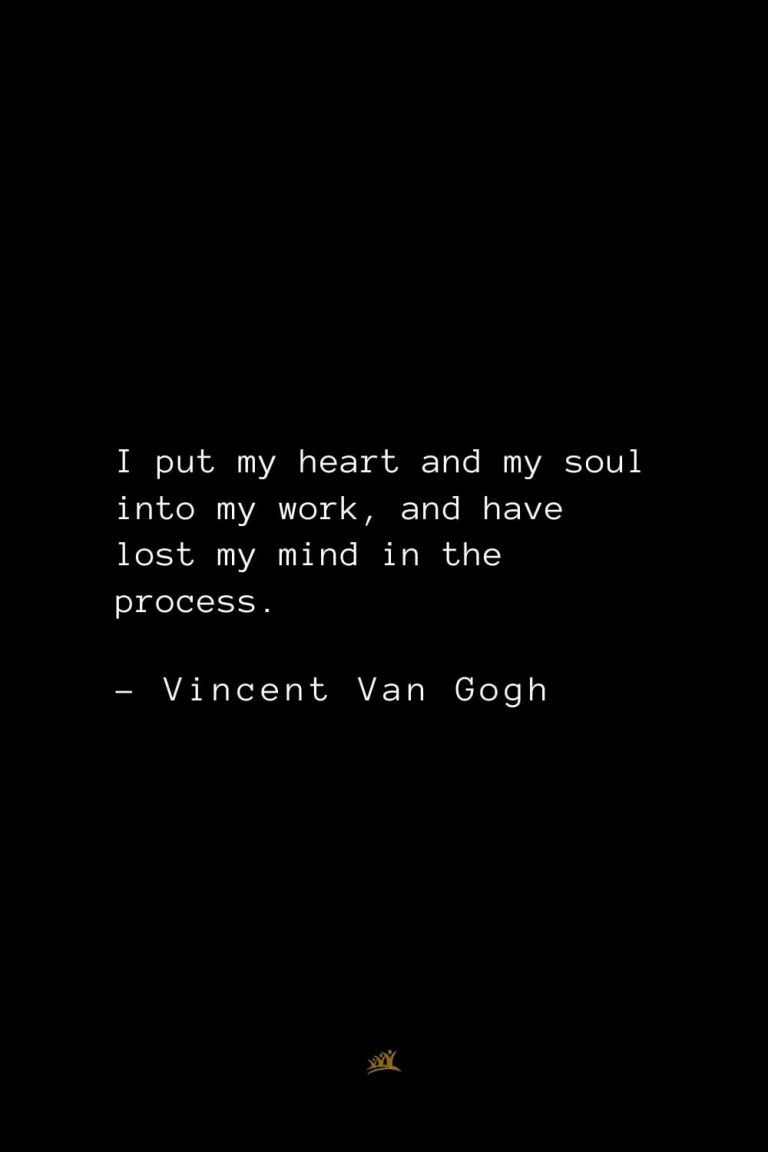 I put my heart and my soul
into my work, and have
lost my mind in the
process.
– Vincent Van Gogh